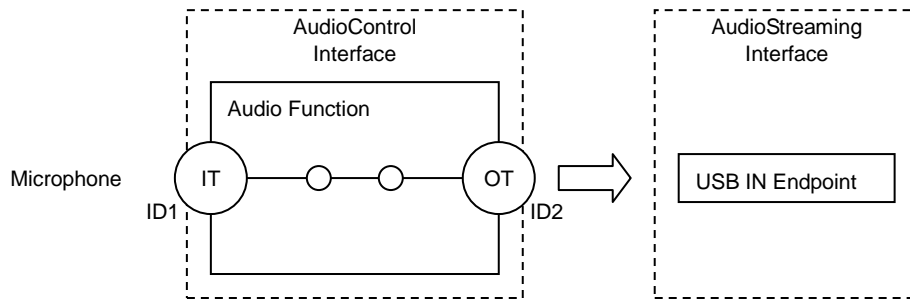 AudioControl
Interface
AudioStreaming
Interface
Audio Function
Microphone
IT
OT
USB IN Endpoint
ID1
ID2